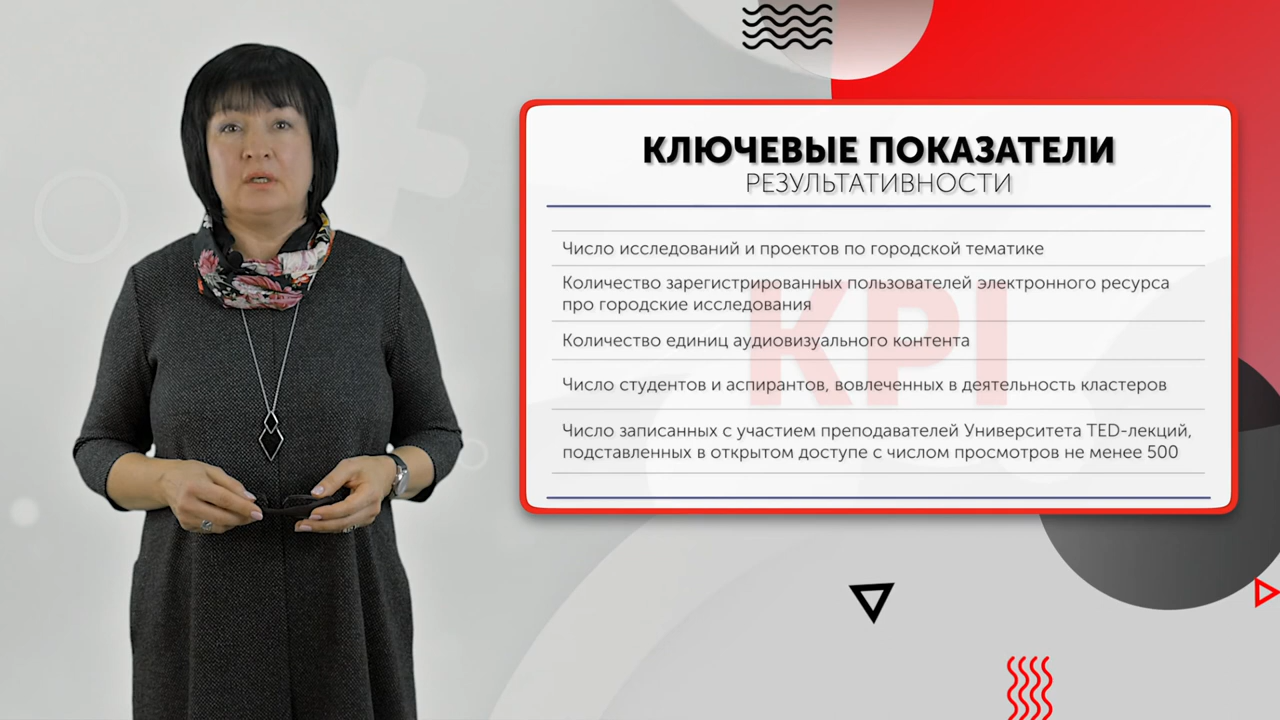 КЛЮЧЕВЫЕ ПОКАЗАТЕЛИ
РЕЗУЛЬТАТИВНОСТИ
Число исследований и проектов по городской тематике
Количество зарегистрированных пользователей электронного ресурса
про городские исследования
Количество единиц аудиовизуального контента
Число студентов и аспирантов, вовлеченных в деятельность кластеров
Число записанных с участием преподавателей Университета TED-лекций,
подставленных в открытом доступе с числом просмотров не менее 500
KPI